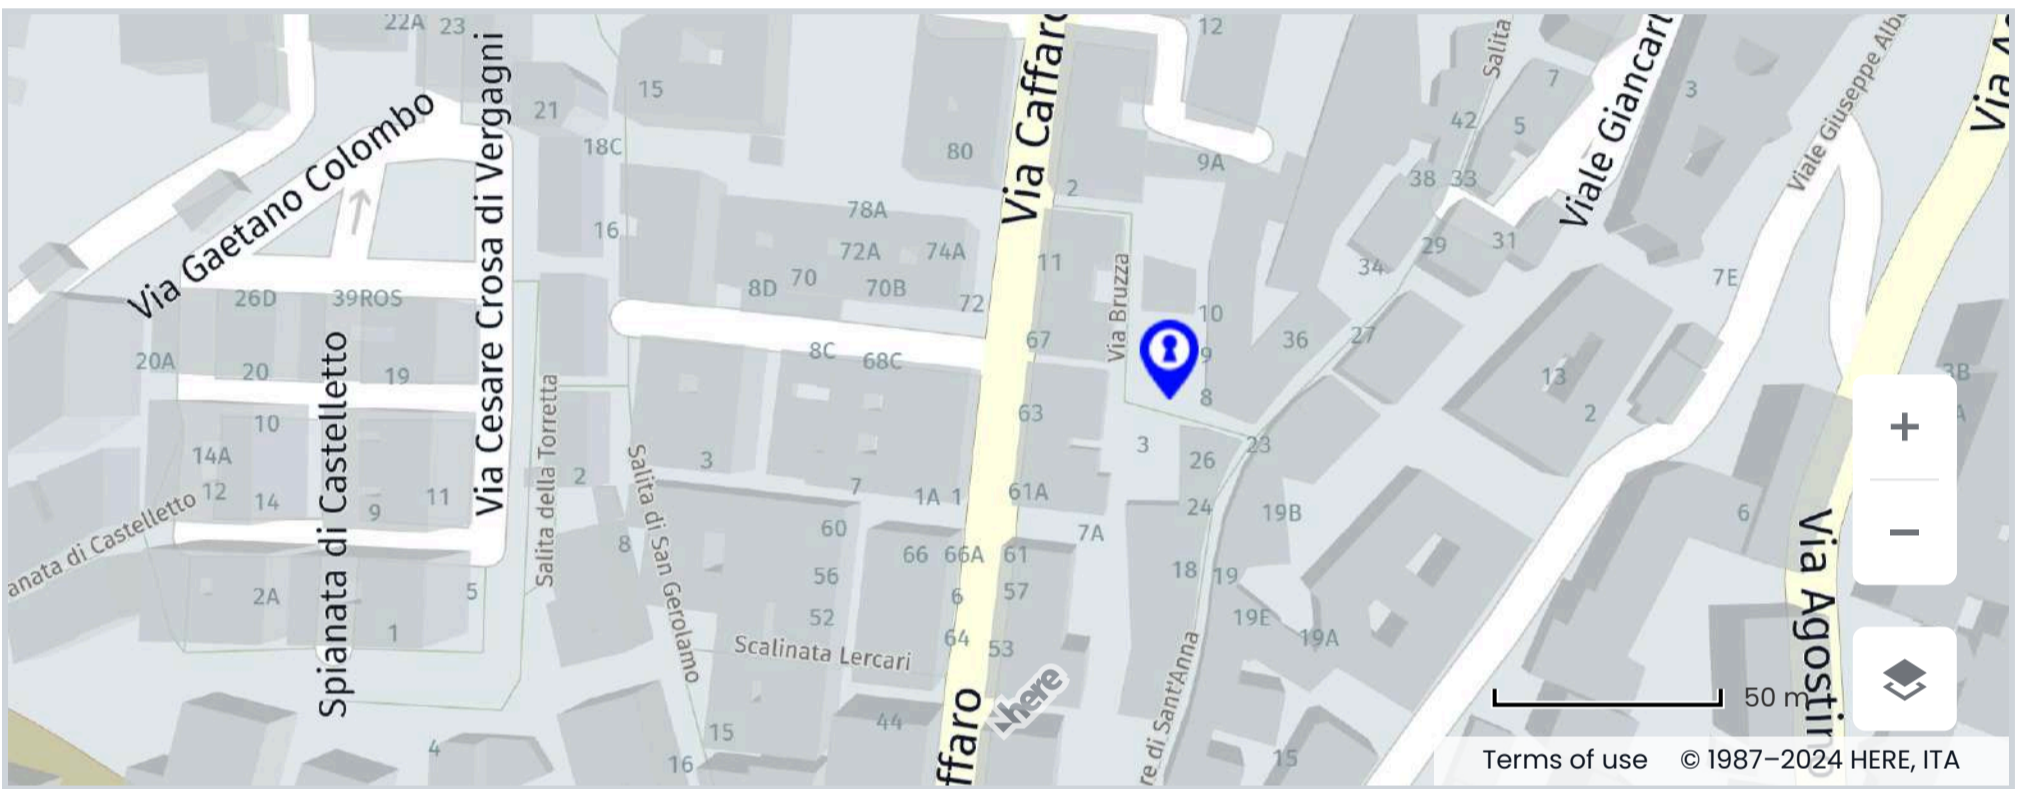 22A
23
12
Via Caffaro
Salita
Viale Giancarl
Viale Giuseppe Albe
Via A
15
7
3
21
Via Gaetano Colombo
Via Cesare Crosa di Vergagni
18C
80
42
5
9A
2
38
33
78A
16
29
31
72A
74A
11
34
7E
8D
70
70B
72
Via Bruzza
26D
39ROS
10
67
36
27
8C
68C
9
20A
20
19
13
3B
8
63
2
10
Spianata di Castelletto
Salita della Torretta
Salita di San Gerolamo
3
23
26
14A
2
3
12
14
9
11
7
1A
1
61A
24
19B
6
anata di Castelletto
60
7A
8
66
66A
61
18
19
56
6
57
2A
5
52
19E
1
64
53
19A
Scalinata Lercari
here
ffaro
re di Sant'Anna
Via Agostino
50 m
15
44
4
16
15
+
−
Terms of use © 1987–2024 HERE, ITA